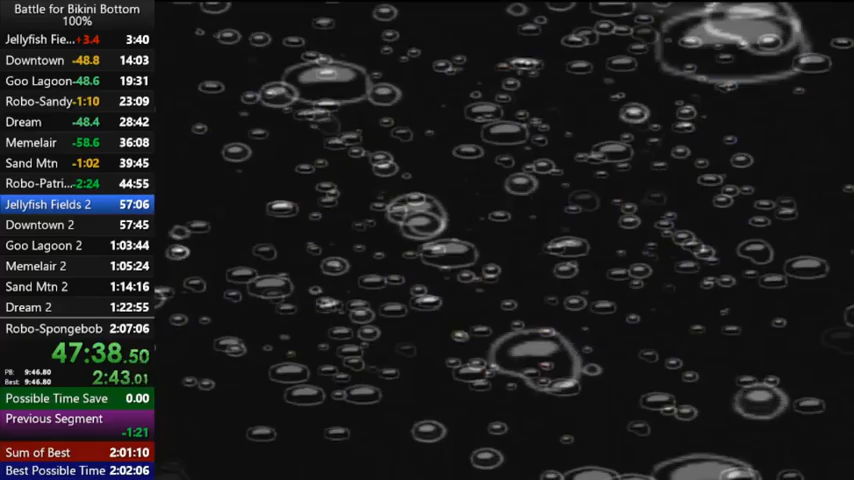 Battle for Bikini Bottom
100%
Jellyfish Fie... +3.4 3:40
Downtown -48.8 14:03
Goo Lagoon -48.6 19:31
Robo-Sandy -1:10 23:09
Dream -48.4 28:42
Memelair -58.6 36:08
Sand Mtn -1:02 39:45
Robo-Patri... -2:24 44:55
Jellyfish Fields 2 57:06
Downtown 2 57:45
Goo Lagoon 2 1:03:44
Memelair 2 1:05:24
Sand Mtn 2 1:14:16
Dream 2 1:22:55
Robo-Spongebob 2:07:06
47:38.50
PB: 9:46.80
Best: 9:46.80
2:43.01
Possible Time Save 0.00
Previous Segment
-1:21
Sum of Best 2:01:10
Best Possible Time 2:02:06